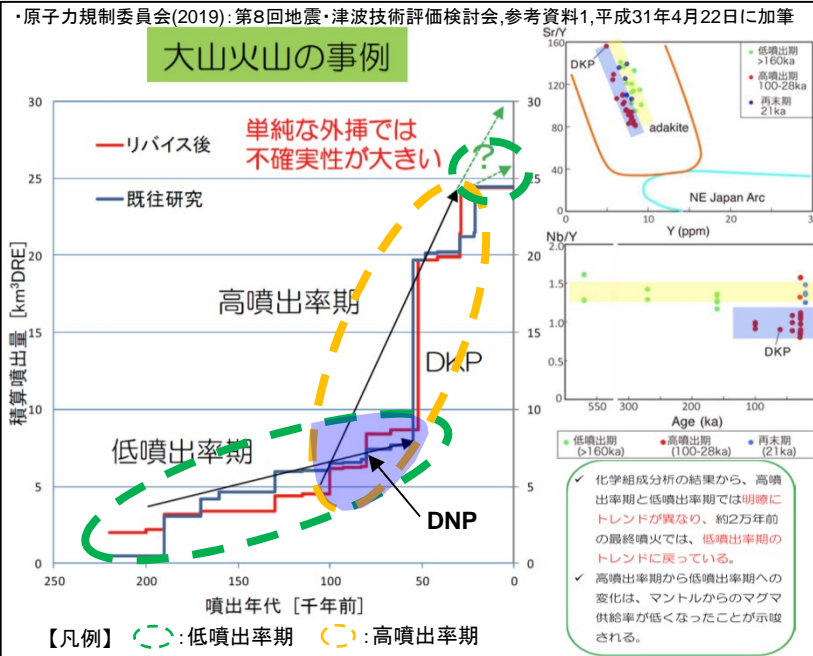 ・原子力規制委員会(2019):第8回地震・津波技術評価検討会,参考資料1,平成31年4月22日に加筆
大山火山の事例
リバイス後
既往研究
単純な外挿では
不確実性が大きい
?
高噴出率期
DKP
低噴出率期
DNP
積算噴出量 [km³DRE]
30
25
20
15
10
5
0
30
25
20
15
10
5
0
250 200 150 100 50 0
噴出年代 [千年前]
【凡例】 :低噴出率期 :高噴出率期
Sr/Y
160
120
80
40
0
DKP
低噴出期
>160ka
高噴出期
100-28ka
再末期
21ka
adakite
NE Japan Arc
0 10 20 3
Y (ppm)
Nb/Y
2.0
1.5
1.0
0.5
0
DKP
550 300 200 100 0
Age (ka)
低噴出期 高噴出期 再末期
(>160ka) (100-28ka) (21ka)
✓ 化学組成分析の結果から、高噴
出率期と低噴出率期では明瞭に
トレンドが異なり、約2万年前
の最終噴火では、低噴出率期の
トレンドに戻っている。
✓ 高噴出率期から低噴出率期への
変化は、マントルからのマグマ
供給率が低くなったことが示唆
される。